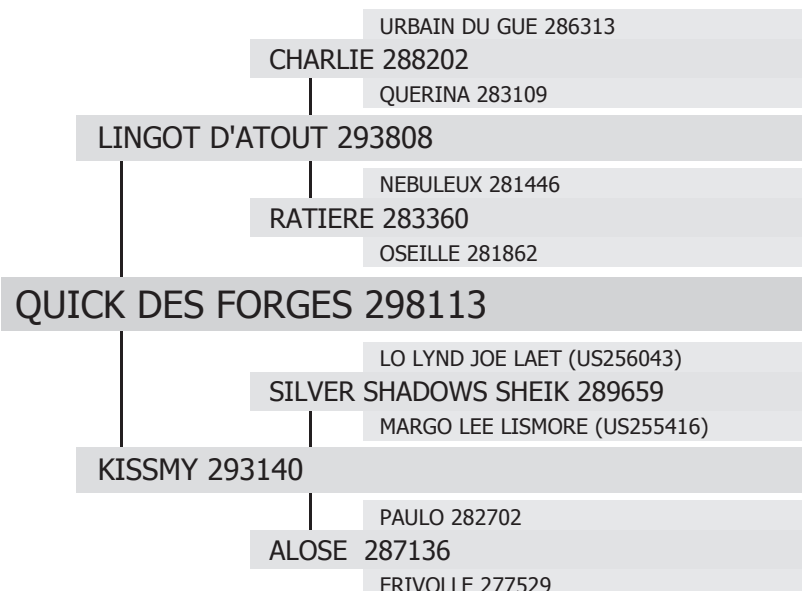 URBAIN DU GUE 286313
CHARLIE 288202
QUERINA 283109
LINGOT D'ATOUT 293808
NEBULEUX 281446
RATIERE 283360
OSEILLE 281862
QUICK DES FORGES 298113
LO LYND JOE LAET (US256043)
SILVER SHADOWS SHEIK 289659
MARGO LEE LISMORE (US255416)
KISSMY 293140
PAULO 282702
ALOSE 287136
FRIVOLLE 277529